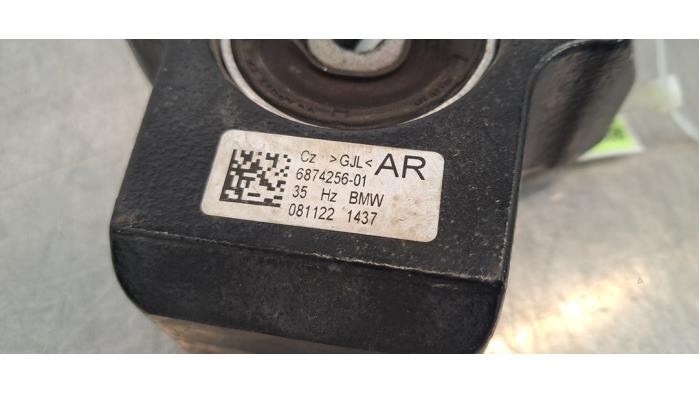 Cz >GJL< AR
6874256-01
35 Hz BMW
081122 1437